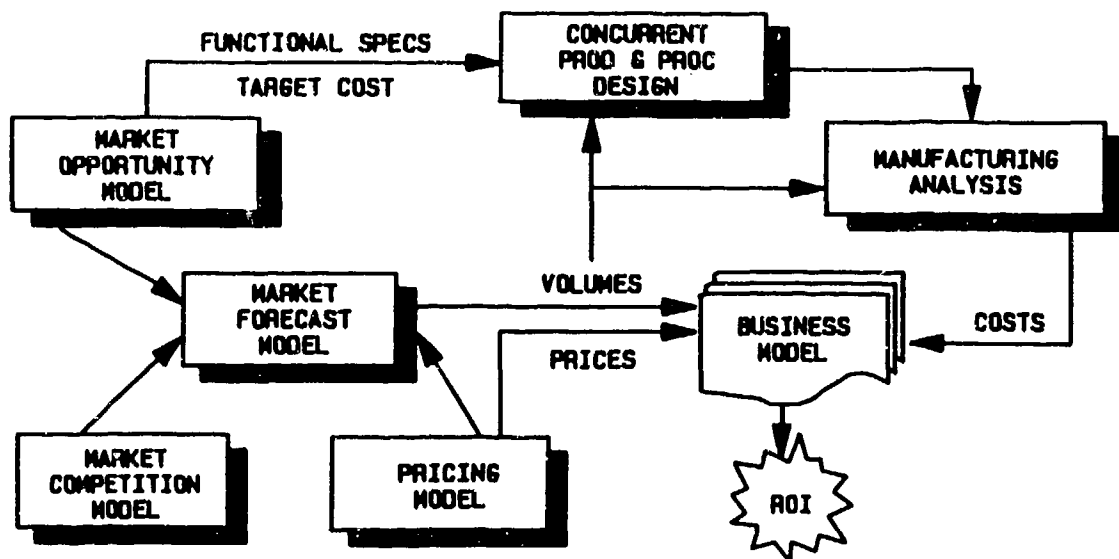 FUNCTIONAL SPECS
TARGET COST
CONCURRENT
PROD & PROC
DESIGN
MARKET
OPPORTUNITY
MODEL
MANUFACTURING
ANALYSIS
MARKET
FORECAST
MODEL
VOLUMES
PRICES
BUSINESS
MODEL
COSTS
MARKET
COMPETITION
MODEL
PRICING
MODEL
ROI